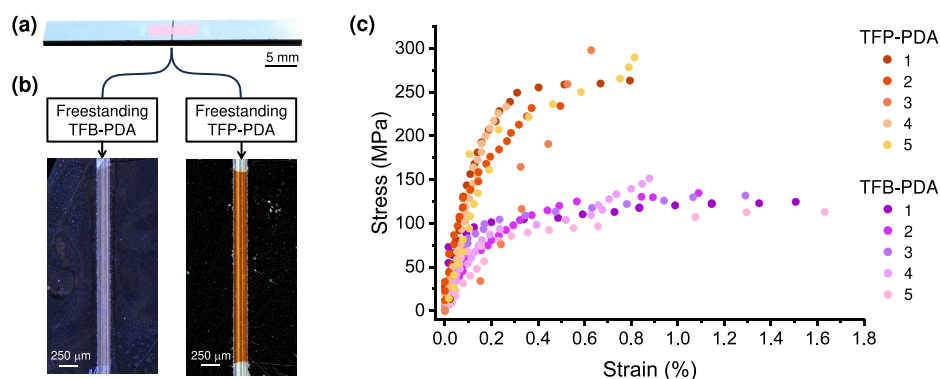 (a)
5 mm
(b)
Freestanding
TFB-PDA
Freestanding
TFP-PDA
250 μm
250 μm
(c)
Stress (MPa)
300
250
200
150
100
50
0
0.0 0.2 0.4 0.6 0.8 1.0 1.2 1.4 1.6 1.8
Strain (%)
TFP-PDA
1
2
3
4
5
TFB-PDA
1
2
3
4
5